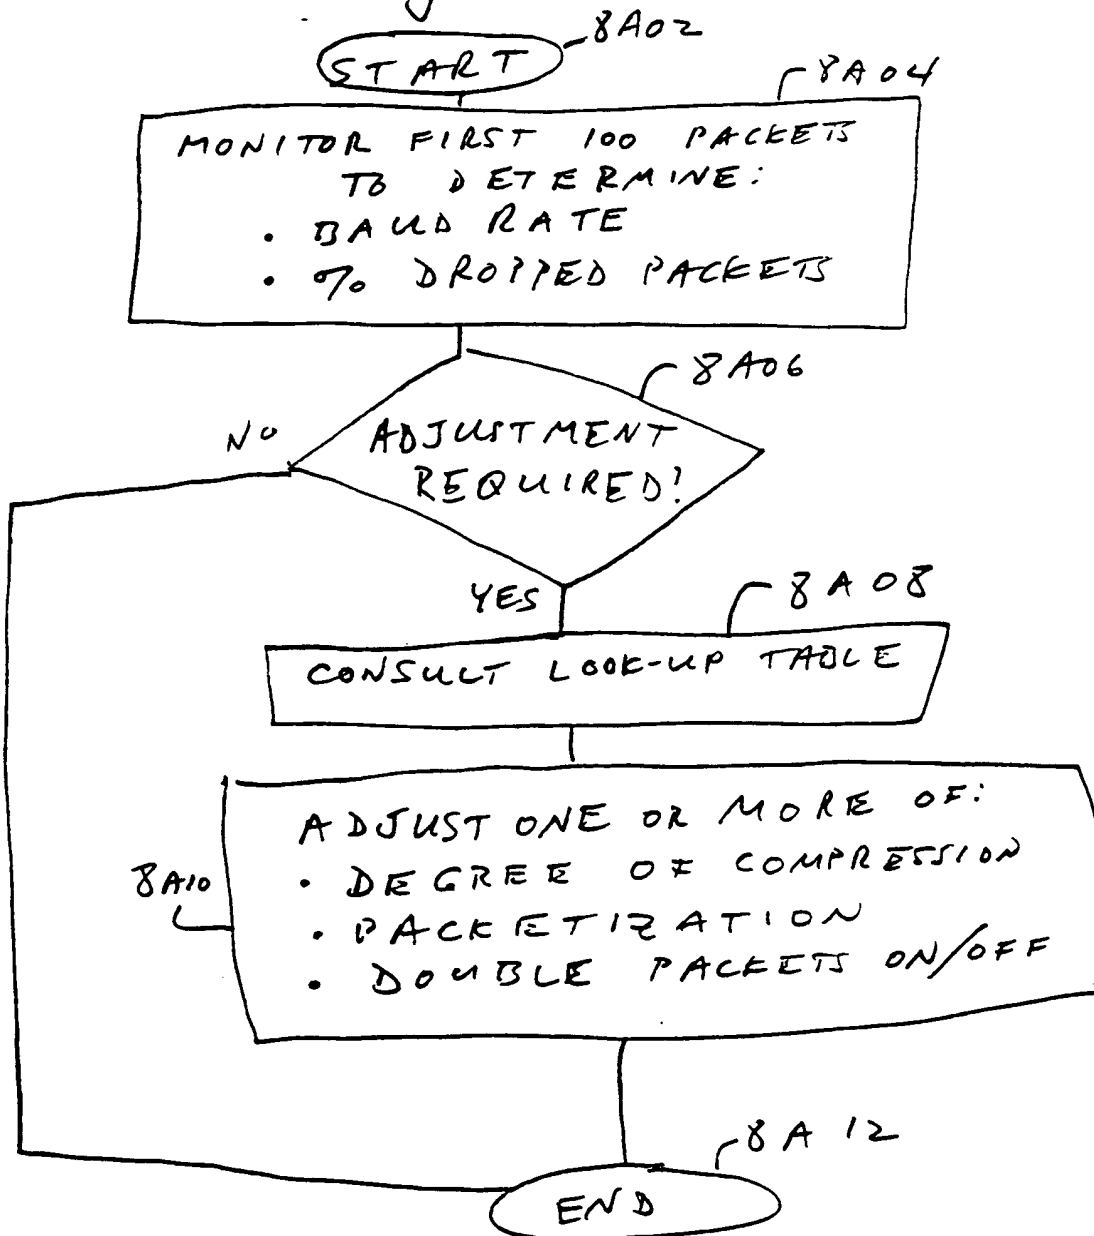 8A02
START
8A04
MONITOR FIRST 100 PACKETS
TO DETERMINE:
• BAUD RATE
• % DROPPED PACKETS
8A06
NO
ADJUSTMENT
REQUIRED?
YES
8A08
CONSULT LOOK-UP TABLE
ADJUST ONE OR MORE OF:
8A10
• DEGREE OF COMPRESSION
• PACKETIZATION
• DOUBLE PACKETS ON/OFF
8A12
END